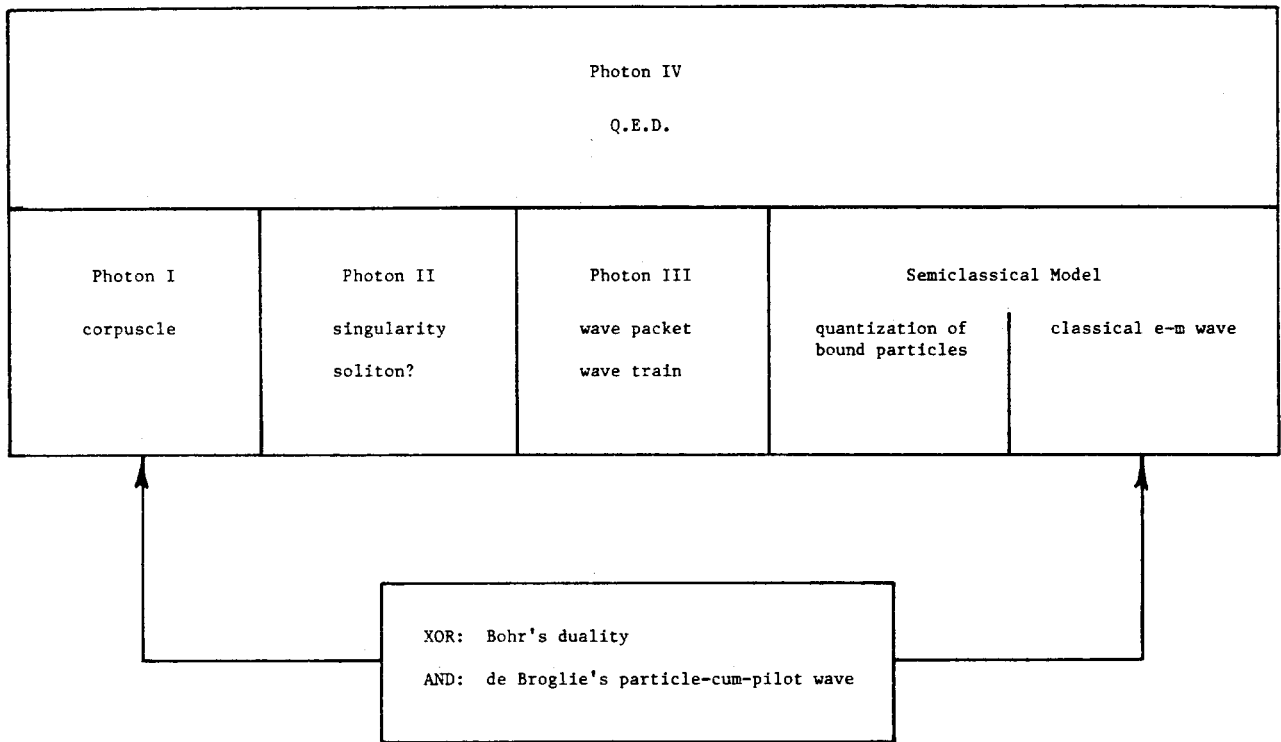 Photon IV
Q.E.D.
Photon I
corpuscle
Photon II
singularity
soliton?
Photon III
wave packet
wave train
Semiclassical Model
quantization of
bound particles
classical e-m wave
XOR: Bohr's duality
AND: de Broglie's particle-cum-pilot wave